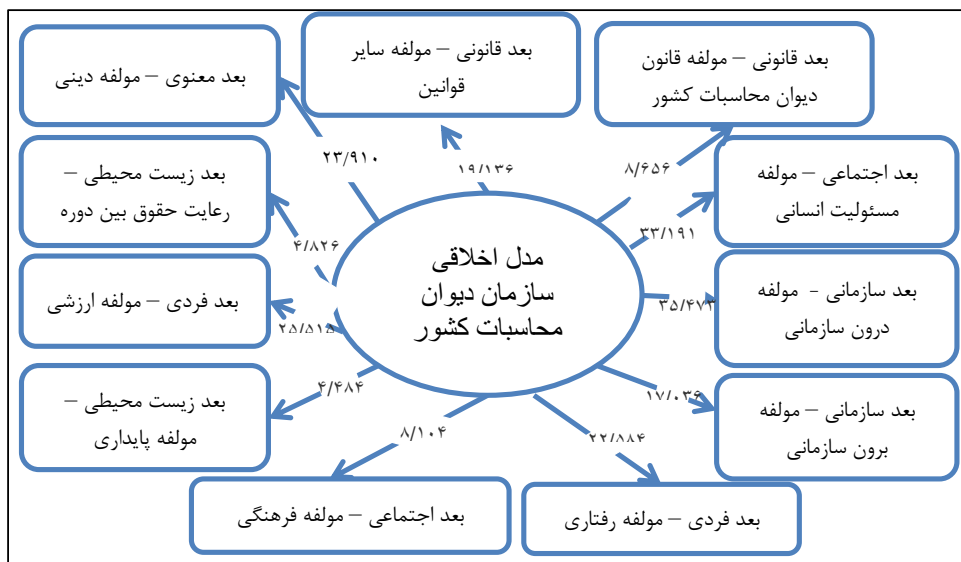 بعد قانونی – مولفه قانون
دیوان محاسبات کشور
بعد قانونی – مولفه سایر
قوانین
بعد معنوی – مولفه دینی
۸/۶۵۶
۱۹/۱۳۶
۲۳/۹۱۰
بعد اجتماعی – مولفه
مسئولیت انسانی
بعد زیست محیطی –
رعایت حقوق بین دوره
۳۳/۱۹۱
۴/۸۲۶
مدل اخلاقی
سازمان دیوان
محاسبات کشور
بعد سازمانی - مولفه
درون سازمانی
بعد فردی – مولفه ارزشی
۳۵/۴۷۳
۲۵/۵۱۵
بعد سازمانی – مولفه
برون سازمانی
بعد زیست محیطی –
مولفه پایداری
۱۷/۰۳۶
۴/۴۸۴
۲۲/۸۸۴
۸/۱۰۴
بعد فردی – مولفه رفتاری
بعد اجتماعی – مولفه فرهنگی